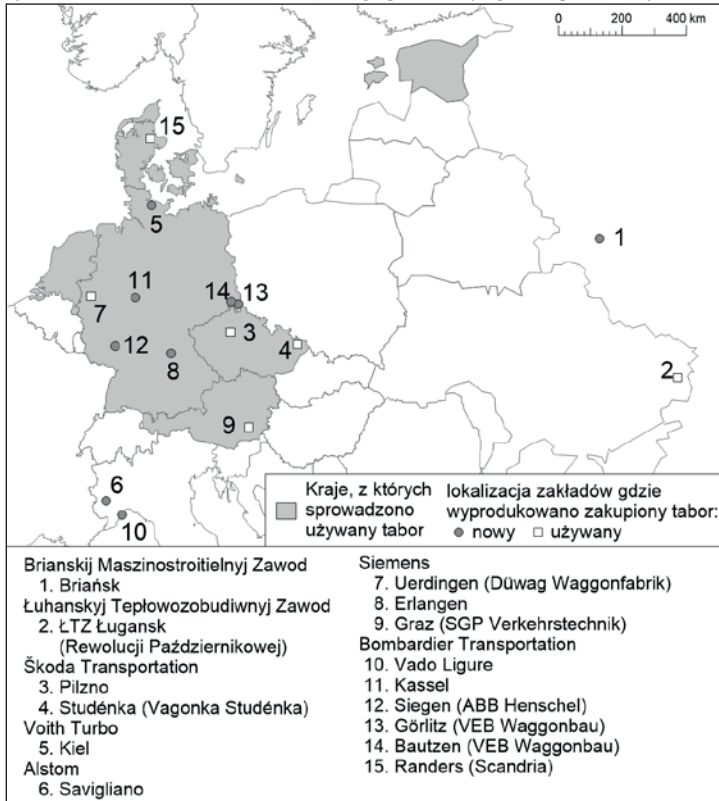 0 200 400 km
15
5
1
11
14 13
7
3
12
4
8
2
9
6
10
Kraje, z których
sprowadzono
używany tabor
lokalizacja zakładów gdzie
wyprodukowano zakupiony tabor:
nowy
używany
Brianskij Maszinostroitielnyj Zawod
1. Briańsk
Łuhanskyj Tepłowozobudiwnyj Zawod
2. ŁTZ Ługansk
(Rewolucji Październikowej)
Škoda Transportation
3. Pilzno
4. Studénka (Vagonka Studénka)
Voith Turbo
5. Kiel
Alstom
6. Savigliano
Siemens
7. Uerdingen (Düwag Waggonfabrik)
8. Erlangen
9. Graz (SGP Verkehrstechnik)
Bombardier Transportation
10. Vado Ligure
11. Kassel
12. Siegen (ABB Henschel)
13. Görlitz (VEB Waggonbau)
14. Bautzen (VEB Waggonbau)
15. Randers (Scandria)